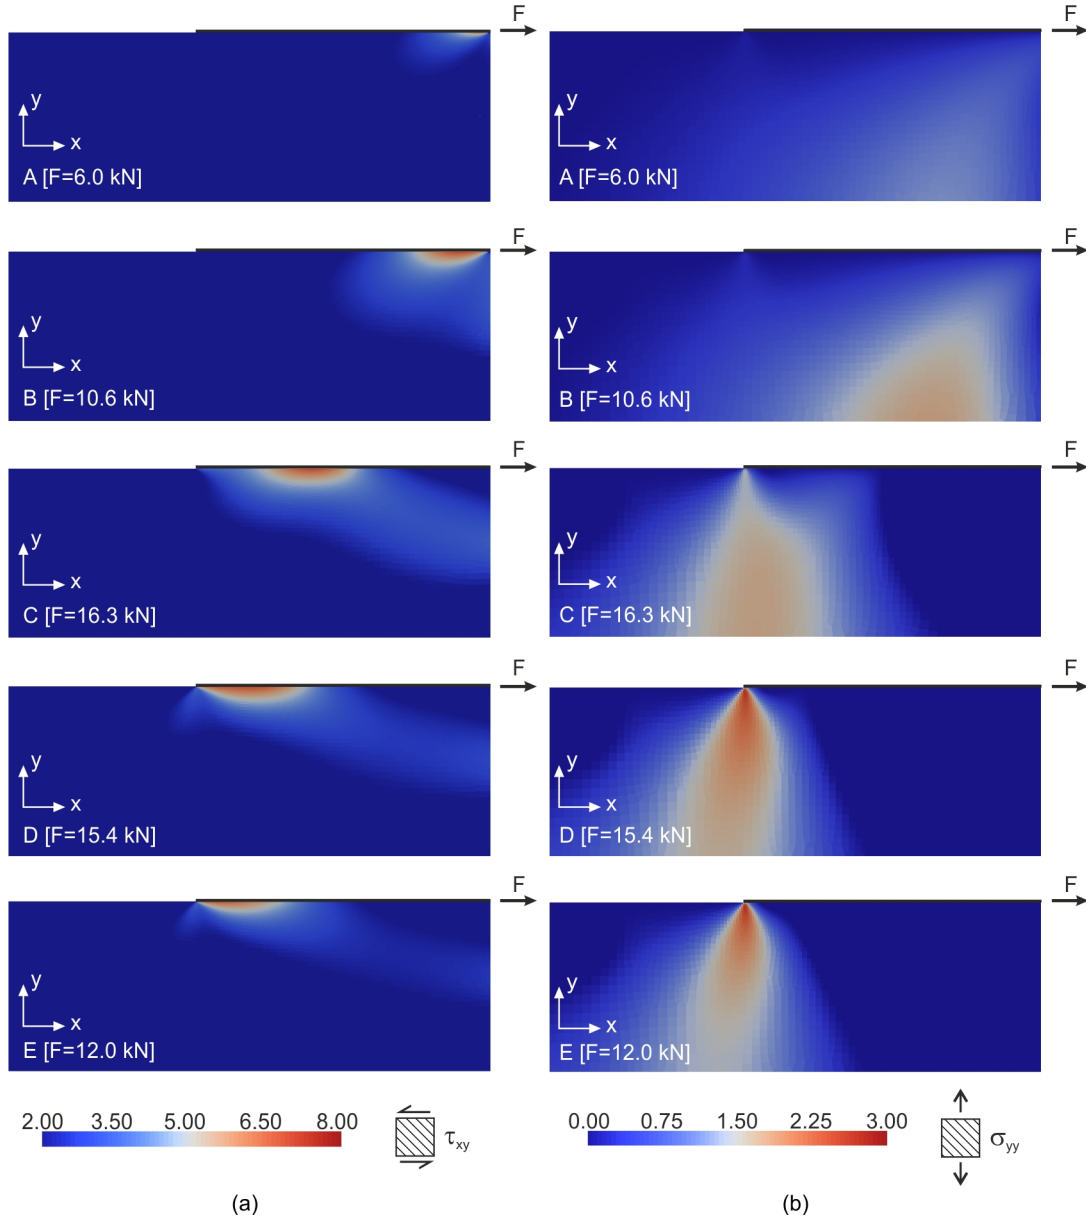 F F
y y
x x
A [F=6.0 kN] A [F=6.0 kN]
F F
y y
x x
B [F=10.6 kN] B [F=10.6 kN]
F F
y y
x x
C [F=16.3 kN] C [F=16.3 kN]
F F
y y
x x
D [F=15.4 kN] D [F=15.4 kN]
F F
y y
x x
E [F=12.0 kN] E [F=12.0 kN]
2.00 3.50 5.00 6.50 8.00 0.00 0.75 1.50 2.25 3.00
τxy σyy
(a) (b)